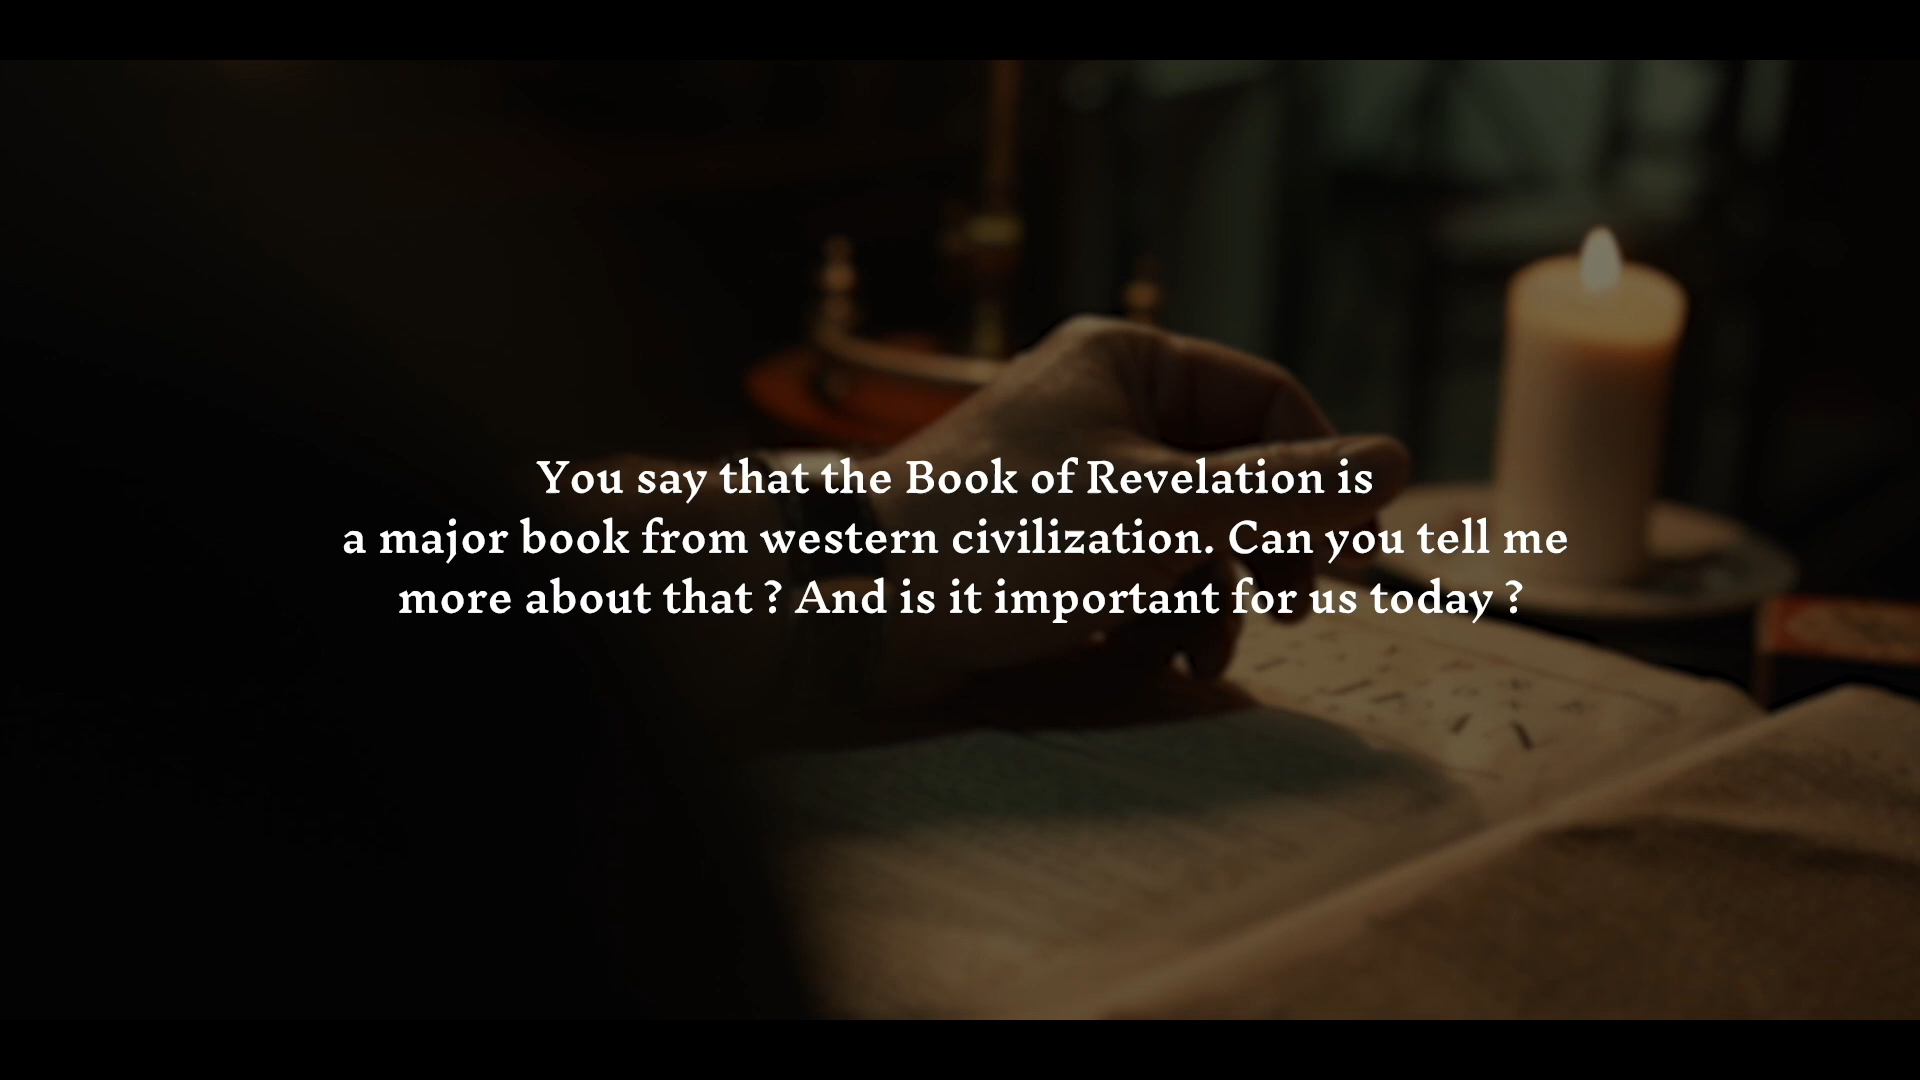 You say that the Book of Revelation is
a major book from western civilization. Can you tell me
more about that ? And is it important for us today ?